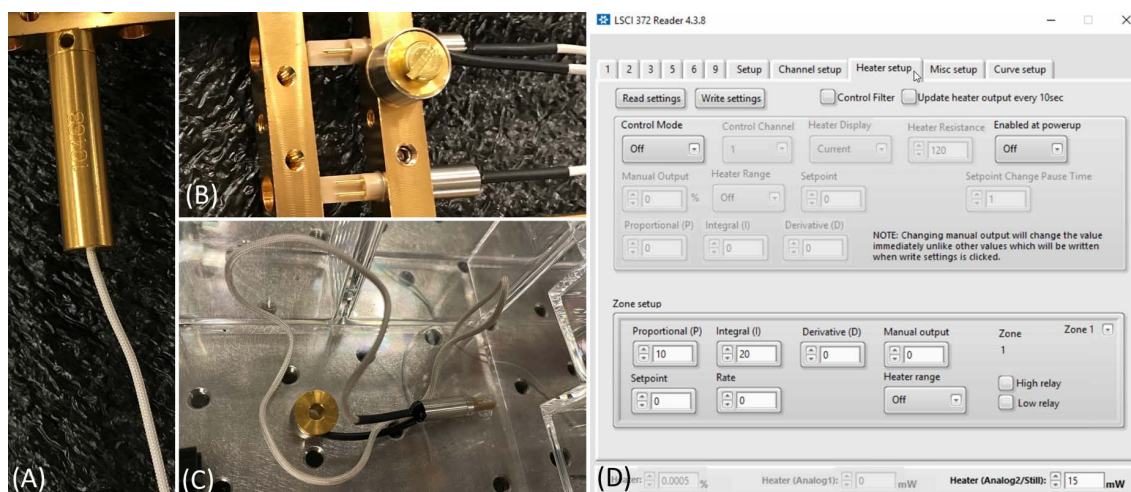 10468
(A)
(B)
(C)
LSCI 372 Reader 4.3.8
1 2 3 5 6 9 Setup Channel setup Heater setup Misc setup Curve setup
Read settings Write settings Control Filter Update heater output every 10sec
Control Mode Control Channel Heater Display Heater Resistance Enabled at powerup
Off 1 Current 120 Off
Manual Output Heater Range Setpoint Setpoint Change Pause Time
0 % Off 0 1
Proportional (P) Integral (I) Derivative (D)
0 0 0
NOTE: Changing manual output will change the value
immediately unlike other values which will be written
when write settings is clicked.
Zone setup
Proportional (P) Integral (I) Derivative (D) Manual output Zone Zone 1
10 20 0 0 1
Setpoint Rate Heater range High relay
0 0 Off Low relay
(D) Heater: 0.0005 % Heater (Analog1): 0 mW Heater (Analog2/Still): 15 mW